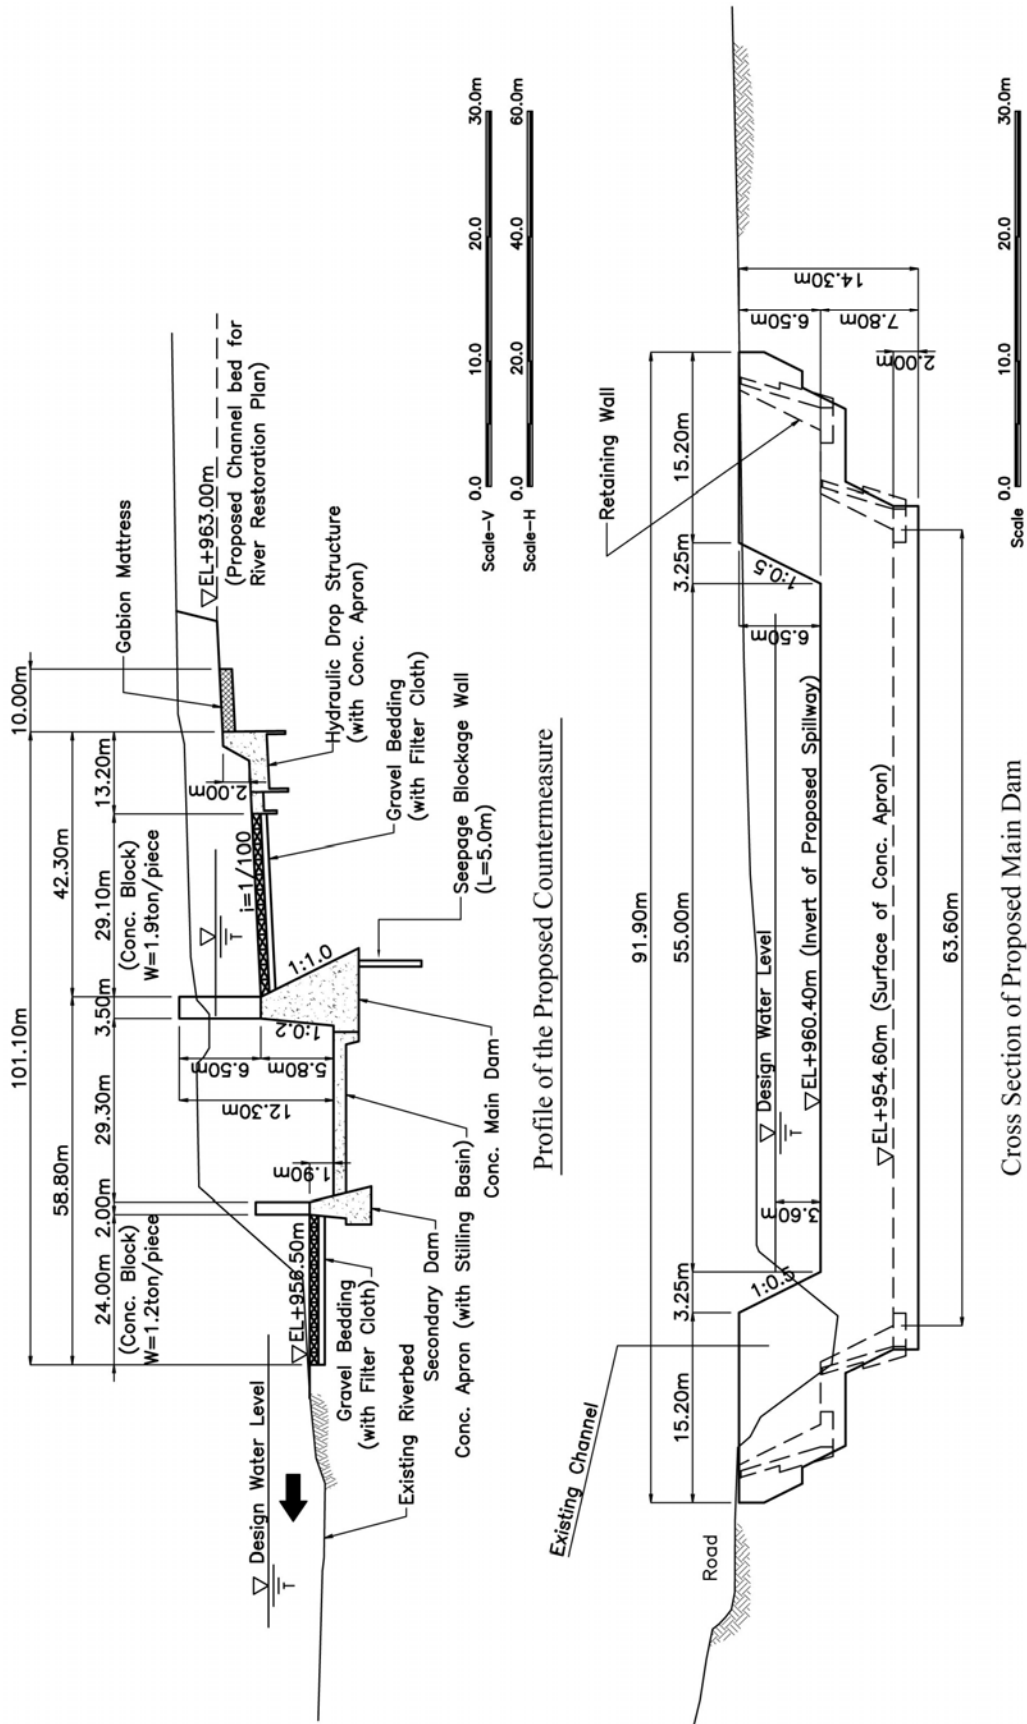 101.10m
10.00m
58.80m
42.30m
24.00m
2.00m
29.30m
3.50m
29.10m
13.20m
(Conc. Block)
W=1.2ton/piece
(Conc. Block)
W=1.9ton/piece
Gabion Mattress
EL+963.00m
(Proposed Channel bed for
River Restoration Plan)
Design Water Level
EL+956.50m
1.90m
12.30m
6.50m
5.80m
1:0.2
1:1.0
i=1/100
2.00m
Hydraulic Drop Structure
(with Conc. Apron)
Gravel Bedding
(with Filter Cloth)
Seepage Blockage Wall
(L=5.0m)
Gravel Bedding
(with Filter Cloth)
Existing Riverbed
Secondary Dam
Conc. Apron (with Stilling Basin)
Conc. Main Dam
Scale-V
0.0
10.0
20.0
30.0m
Scale-H
0.0
20.0
40.0
60.0m
Profile of the Proposed Countermeasure
Existing Channel
Retaining Wall
91.90m
15.20m
3.25m
55.00m
3.25m
15.20m
Road
1:0.5
1:0.5
3.60m
Design Water Level
EL+960.40m (Invert of Proposed Spillway)
EL+954.60m (Surface of Conc. Apron)
6.50m
6.50m
7.80m
14.30m
2.00m
63.60m
Scale
0.0
10.0
20.0
30.0m
Cross Section of Proposed Main Dam